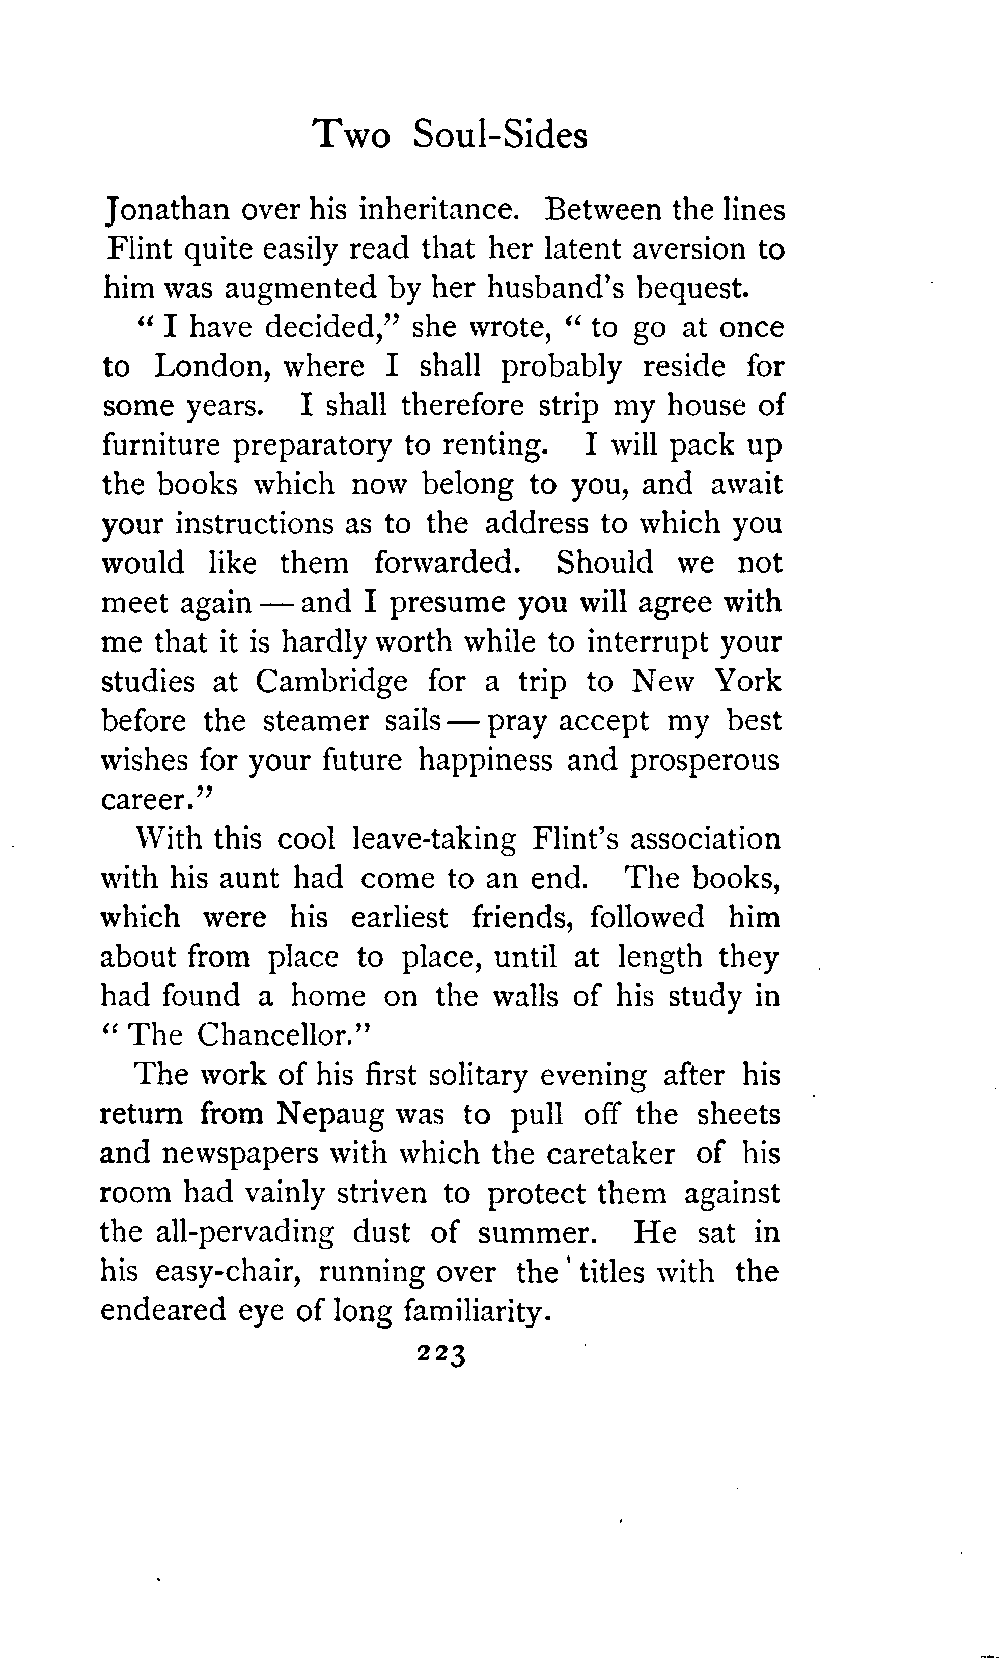 Two Soul-Sides
Jonathan over his inheritance. Between the lines
Flint quite easily read that her latent aversion to
him was augmented by her husband's bequest.
“ I have decided,” she wrote, “ to go at once
to London, where I shall probably reside for
some years. I shall therefore strip my house of
furniture preparatory to renting. I will pack up
the books which now belong to you, and await
your instructions as to the address to which you
would like them forwarded. Should we not
meet again — and I presume you will agree with
me that it is hardly worth while to interrupt your
studies at Cambridge for a trip to New York
before the steamer sails — pray accept my best
wishes for your future happiness and prosperous
career.”
With this cool leave-taking Flint's association
with his aunt had come to an end. The books,
which were his earliest friends, followed him
about from place to place, until at length they
had found a home on the walls of his study in
“ The Chancellor.”
The work of his first solitary evening after his
return from Nepaug was to pull off the sheets
and newspapers with which the caretaker of his
room had vainly striven to protect them against
the all-pervading dust of summer. He sat in
his easy-chair, running over the titles with the
endeared eye of long familiarity.
223